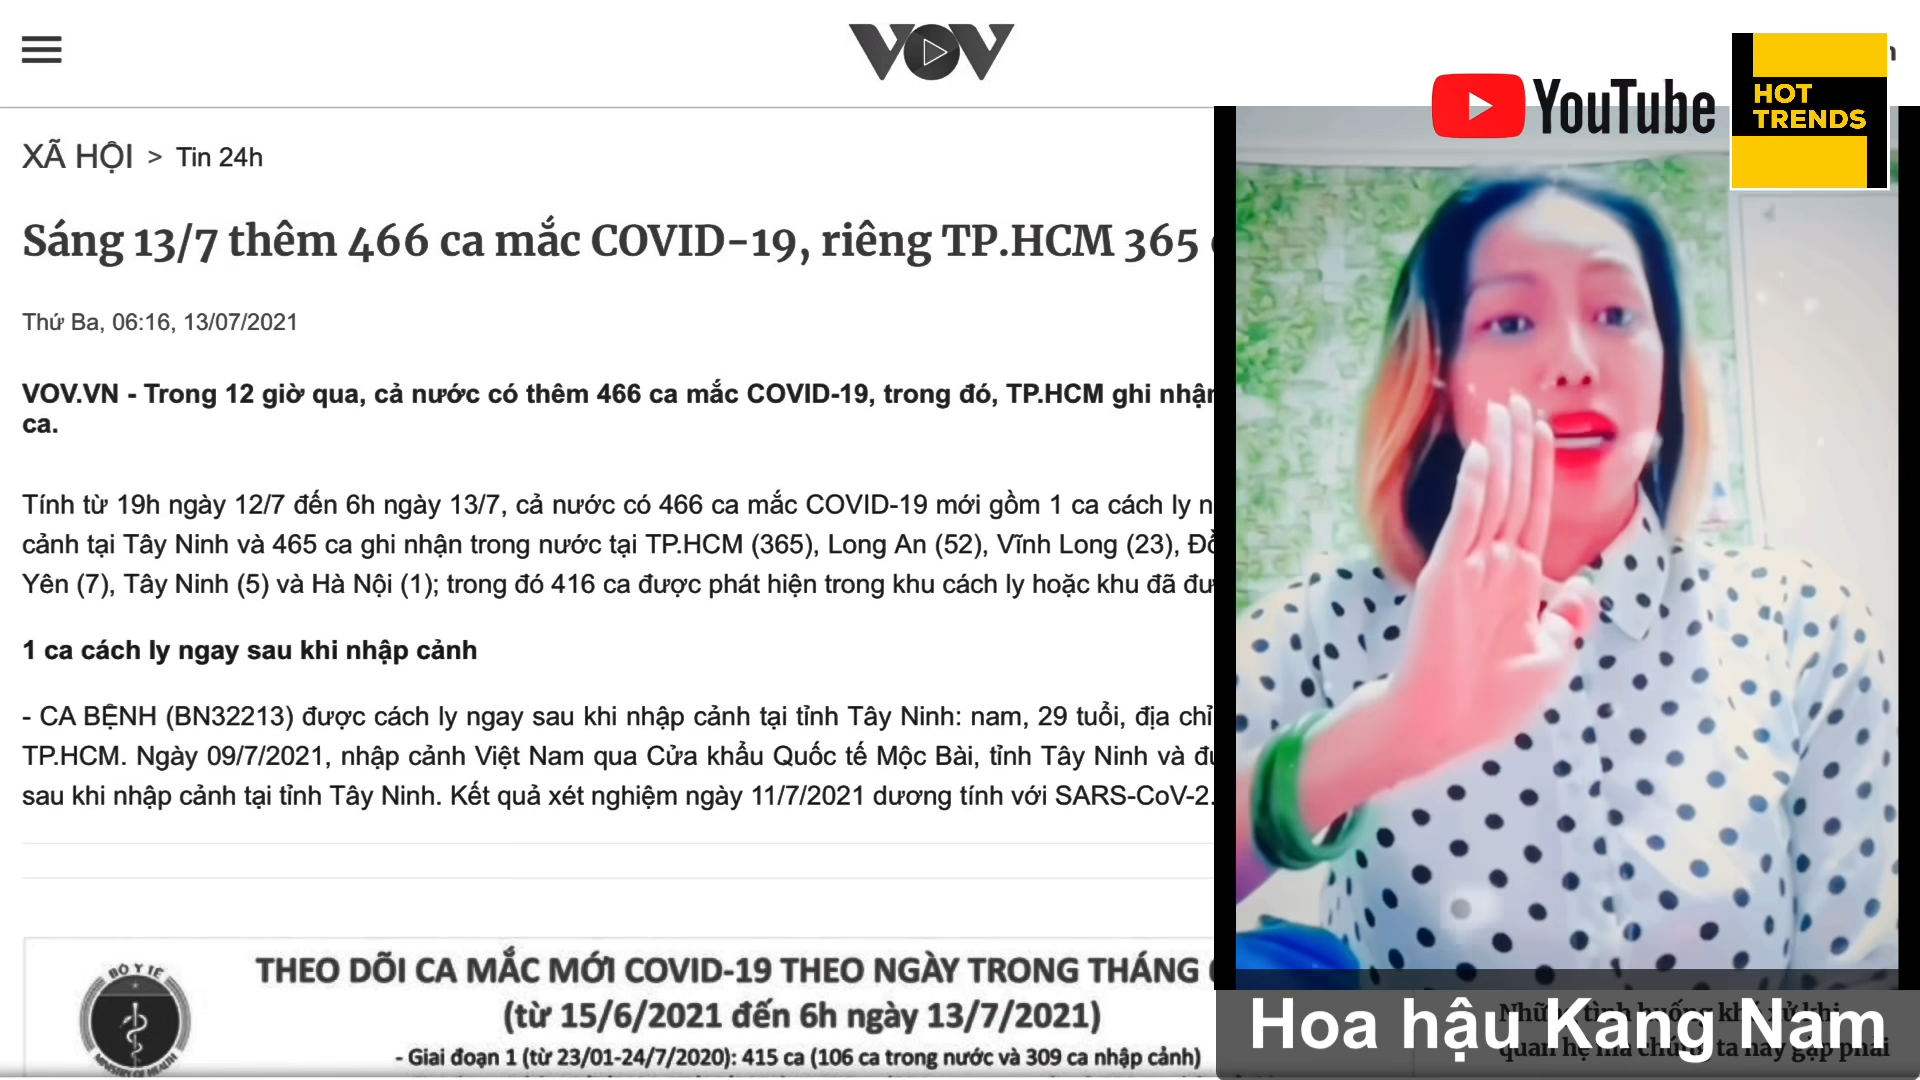 VOV
YouTube
HOT
TRENDS
XÃ HỘI > Tin 24h
Sáng 13/7 thêm 466 ca mắc COVID-19, riêng TP.HCM 365
Thứ Ba, 06:16, 13/07/2021
VOV.VN - Trong 12 giờ qua, cả nước có thêm 466 ca mắc COVID-19, trong đó, TP.HCM ghi nhận
ca.
Tính từ 19h ngày 12/7 đến 6h ngày 13/7, cả nước có 466 ca mắc COVID-19 mới gồm 1 ca cách ly
cảnh tại Tây Ninh và 465 ca ghi nhận trong nước tại TP.HCM (365), Long An (52), Vĩnh Long (23),
Yên (7), Tây Ninh (5) và Hà Nội (1); trong đó 416 ca được phát hiện trong khu cách ly hoặc khu đã
1 ca cách ly ngay sau khi nhập cảnh
- CA BỆNH (BN32213) được cách ly ngay sau khi nhập cảnh tại tỉnh Tây Ninh: nam, 29 tuổi, địa chỉ
TP.HCM. Ngày 09/7/2021, nhập cảnh Việt Nam qua Cửa khẩu Quốc tế Mộc Bài, tỉnh Tây Ninh và
sau khi nhập cảnh tại tỉnh Tây Ninh. Kết quả xét nghiệm ngày 11/7/2021 dương tính với SARS-CoV-2.
BỘ Y TẾ
MINISTRY OF HEALTH
THEO DÕI CA MẮC MỚI COVID-19 THEO NGÀY TRONG THÁNG
(từ 15/6/2021 đến 6h ngày 13/7/2021)
- Giai đoạn 1 (từ 23/01-24/7/2020): 415 ca (106 ca trong nước và 309 ca nhập cảnh)
Hoa hậu Kang Nam